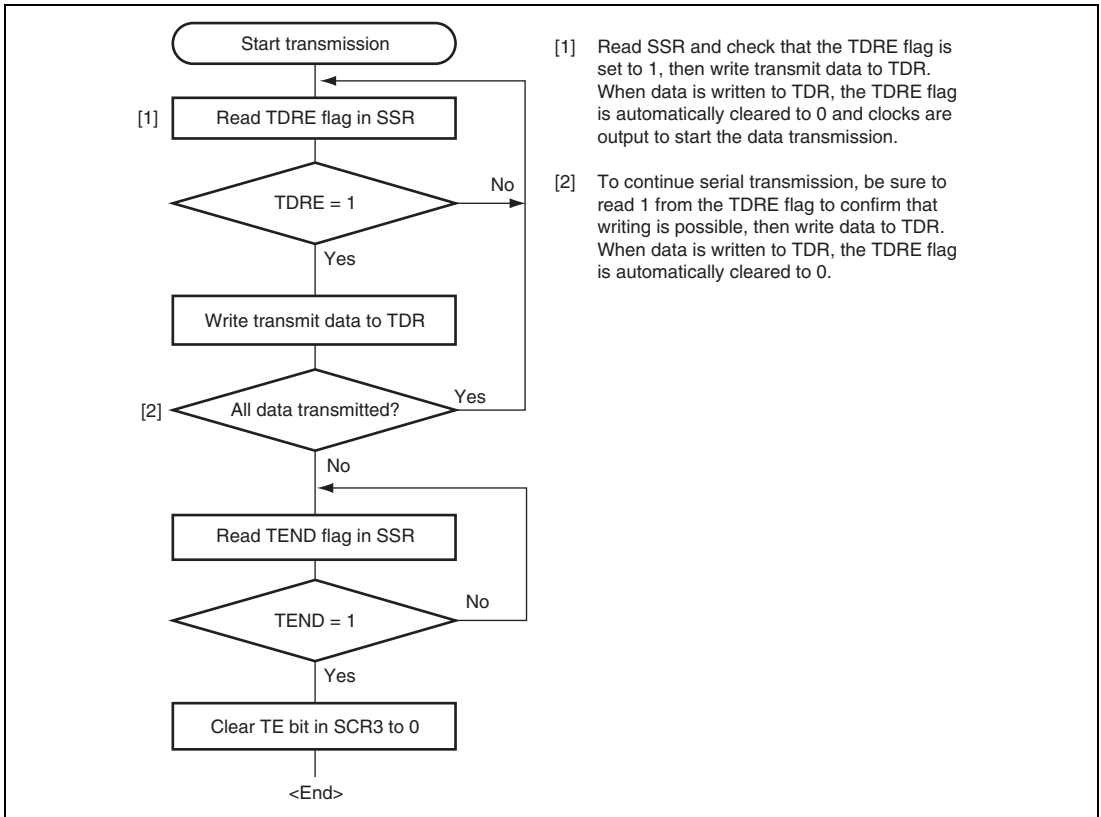 Start transmission
[1] Read TDRE flag in SSR
TDRE = 1
No
Yes
Write transmit data to TDR
[2] All data transmitted?
Yes
No
Read TEND flag in SSR
TEND = 1
No
Yes
Clear TE bit in SCR3 to 0
<End>
[1] Read SSR and check that the TDRE flag is
set to 1, then write transmit data to TDR.
When data is written to TDR, the TDRE flag
is automatically cleared to 0 and clocks are
output to start the data transmission.
[2] To continue serial transmission, be sure to
read 1 from the TDRE flag to confirm that
writing is possible, then write data to TDR.
When data is written to TDR, the TDRE flag
is automatically cleared to 0.